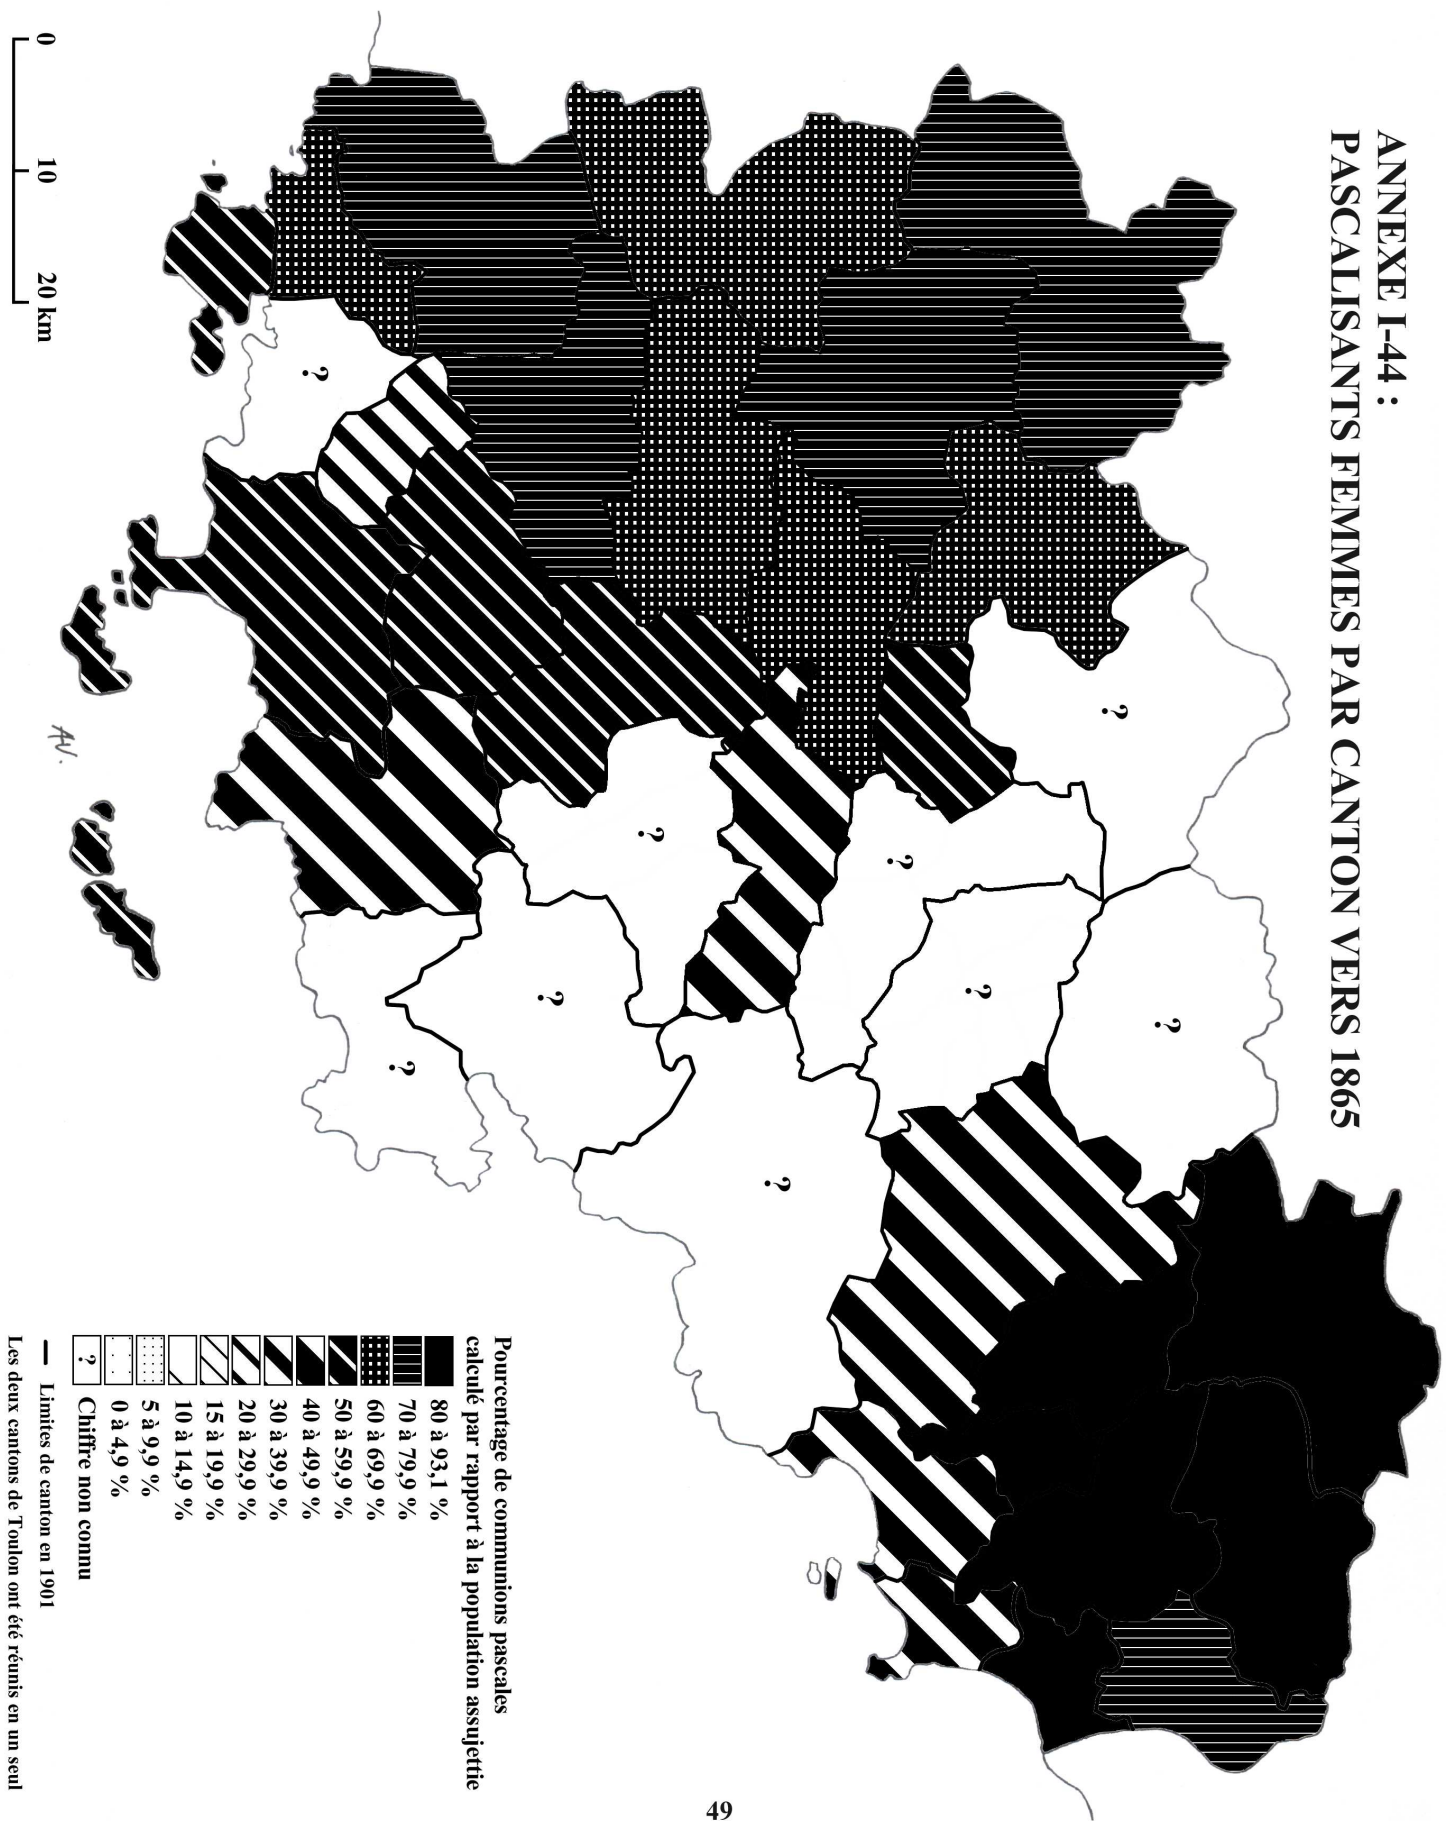 ANNEXE I-44 :
PASCALISANTS FEMMES PAR CANTON VERS 1865
?
?
?
?
?
?
?
?
?
AV.
0 10 20 km
Pourcentage de communions pascales
calculé par rapport à la population assujettie
80 à 93,1 %
70 à 79,9 %
60 à 69,9 %
50 à 59,9 %
40 à 49,9 %
30 à 39,9 %
20 à 29,9 %
15 à 19,9 %
10 à 14,9 %
5 à 9,9 %
0 à 4,9 %
? Chiffre non connu
Limites de canton en 1901
Les deux cantons de Toulon ont été réunis en un seul
49